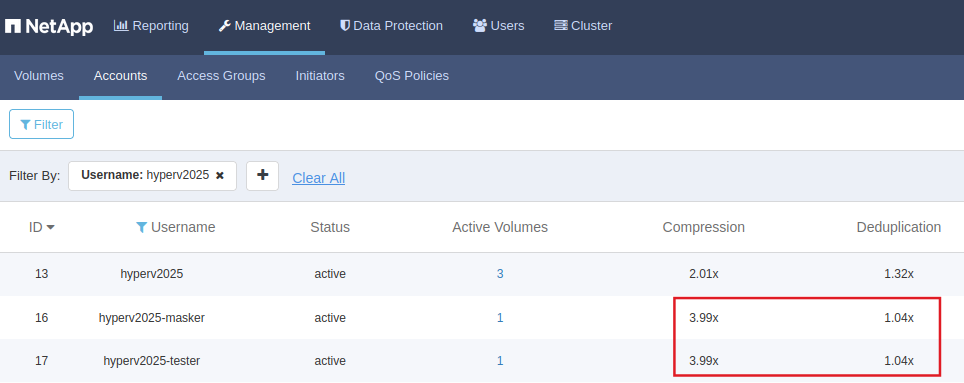 NetApp Reporting Management Data Protection Users Cluster
Volumes Accounts Access Groups Initiators QoS Policies
Filter
Filter By: Username: hyperv2025 × + Clear All
ID Username Status Active Volumes Compression Deduplication
13 hyperv2025 active 3 2.01x 1.32x
16 hyperv2025-masker active 1 3.99x 1.04x
17 hyperv2025-tester active 1 3.99x 1.04x